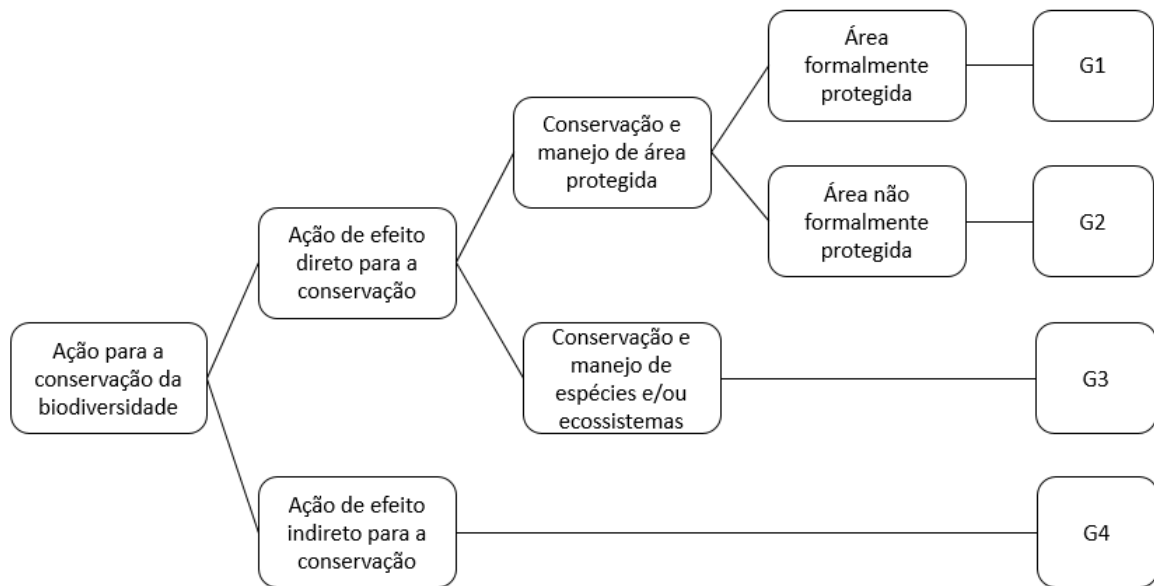 Área
formalmente
protegida
G1
Conservação e
manejo de área
protegida
Área não
formalmente
protegida
G2
Ação de efeito
direto para a
conservação
Ação para a
conservação da
biodiversidade
Conservação e
manejo de
espécies e/ou
ecossistemas
G3
Ação de efeito
indireto para a
conservação
G4